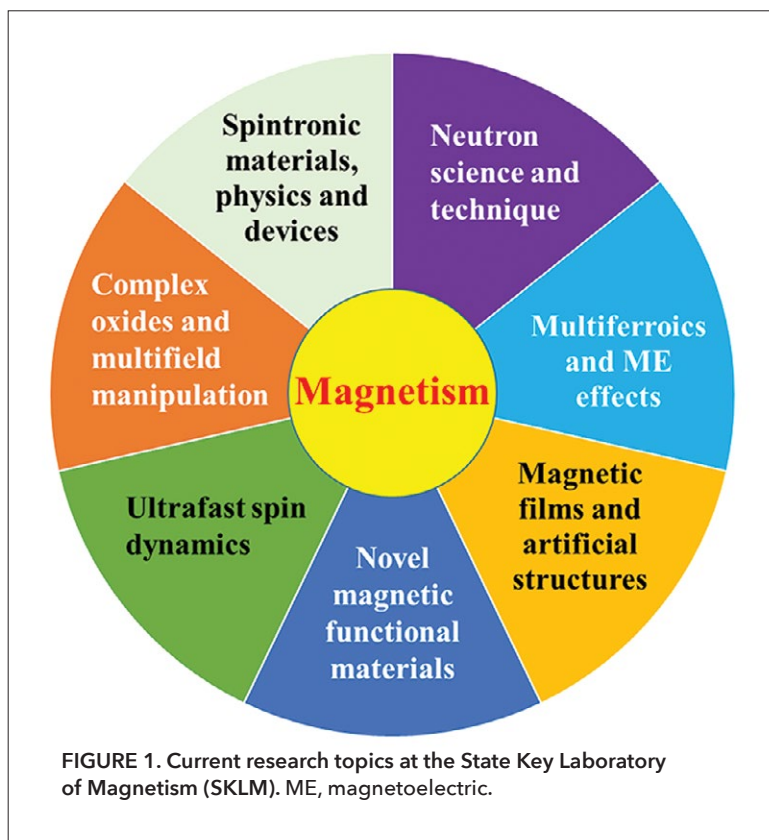 Spintronic
materials,
physics and
devices
Neutron
science and
technique
Complex
oxides and
multifield
manipulation
Magnetism
Multiferroics
and ME
effects
Ultrafast spin
dynamics
Novel
magnetic
functional
materials
Magnetic
films and
artificial
structures
FIGURE 1. Current research topics at the State Key Laboratory
of Magnetism (SKLM). ME, magnetoelectric.